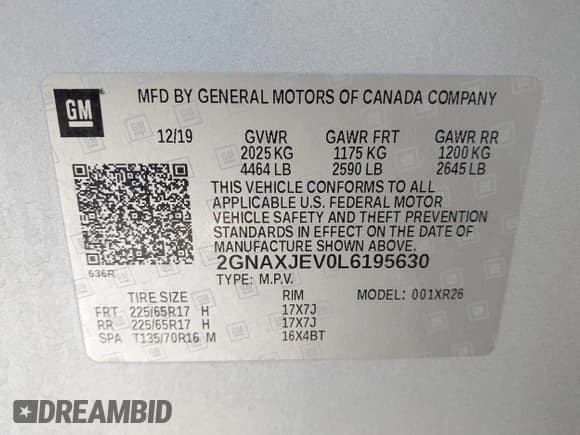 GM
MFD BY GENERAL MOTORS OF CANADA COMPANY
12/19 GVWR GAWR FRT GAWR RR
2025 KG 1175 KG 1200 KG
4464 LB 2590 LB 2645 LB
THIS VEHICLE CONFORMS TO ALL
APPLICABLE U.S. FEDERAL MOTOR
VEHICLE SAFETY AND THEFT PREVENTION
STANDARDS IN EFFECT ON THE DATE OF
MANUFACTURE SHOWN ABOVE.
636R 2GNAXJEV0L6195630
TYPE: M.P.V.
TIRE SIZE RIM MODEL: 001XR26
FRT 225/65R17 H 17X7J
RR 225/65R17 H 17X7J
SPA T135/70R16 M 16X4BT
DREAMBID